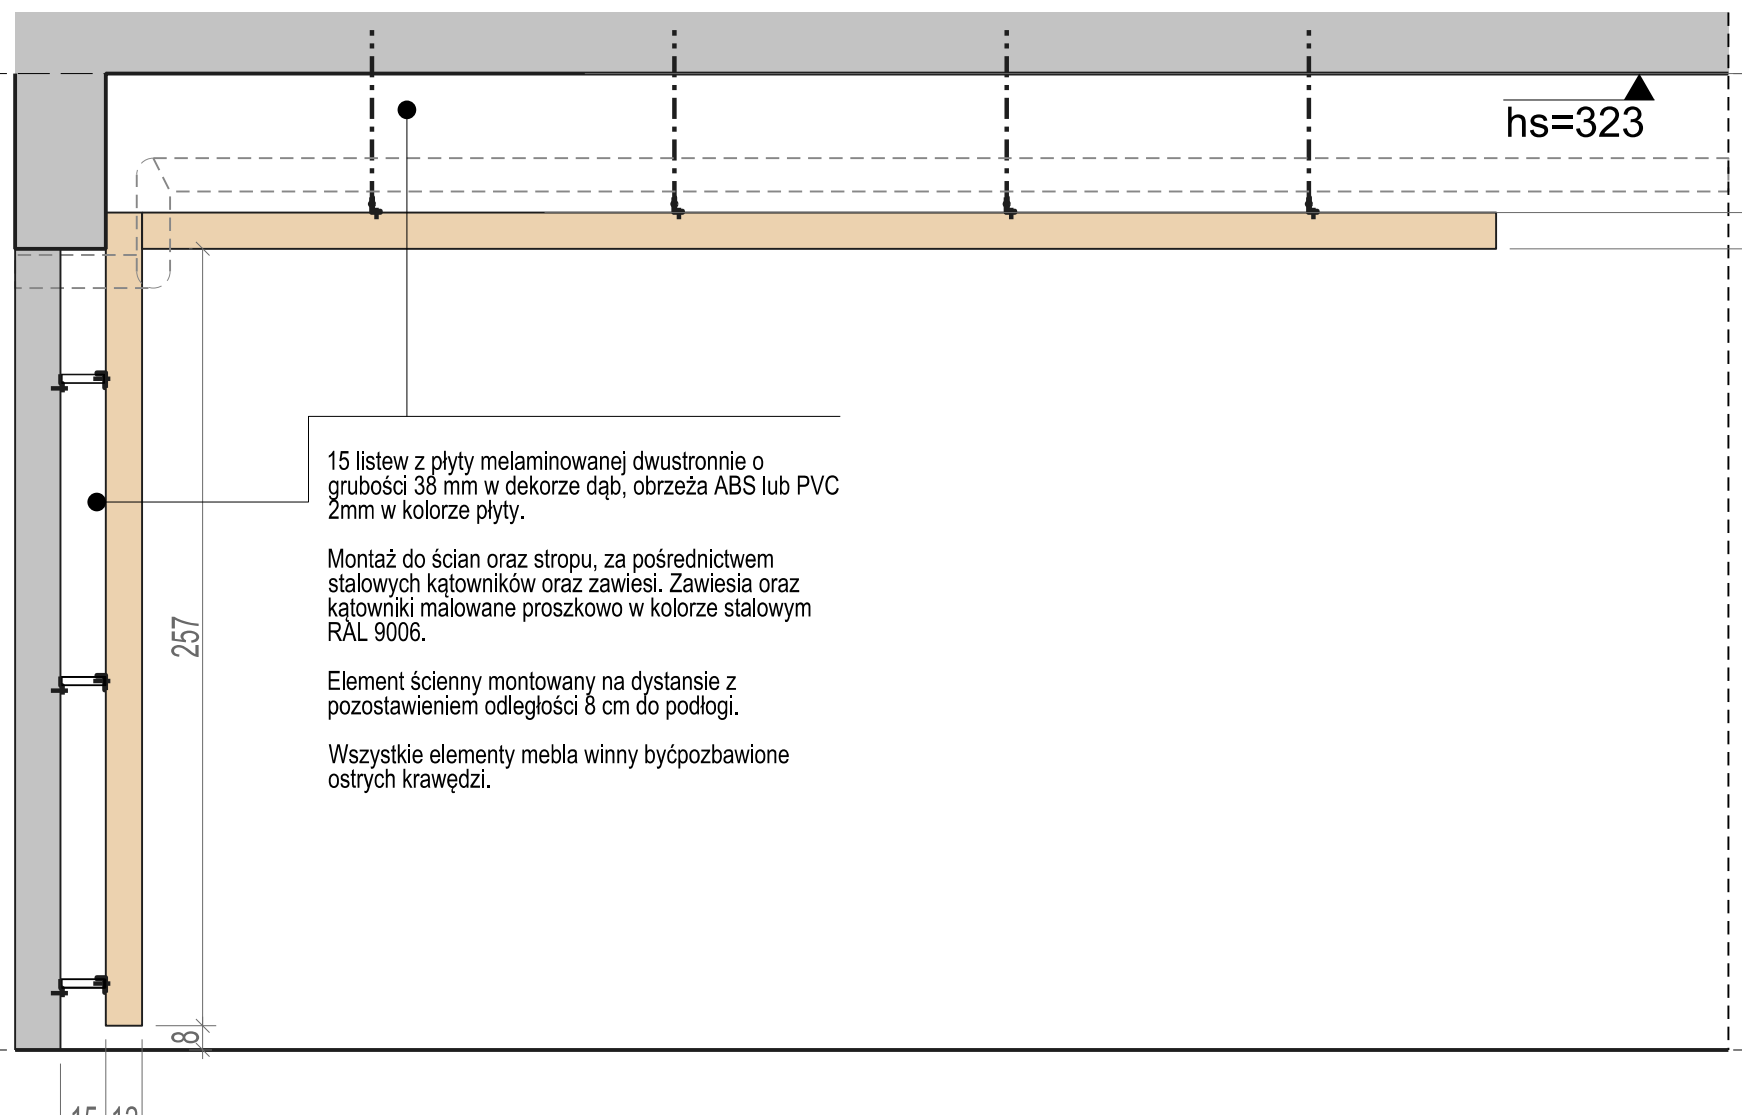 hs=323
15 listew z płyty melaminowanej dwustronnie o
grubości 38 mm w dekorze dąb, obrzeża ABS lub PVC
2mm w kolorze płyty.
Montaż do ścian oraz stropu, za pośrednictwem
stalowych kątowników oraz zawiesi. Zawiesia oraz
kątowniki malowane proszkowo w kolorze stalowym
RAL 9006.
Element ścienny montowany na dystansie z
pozostawieniem odległości 8 cm do podłogi.
Wszystkie elementy mebla winny byćpozbawione
ostrych krawędzi.
257
8
15